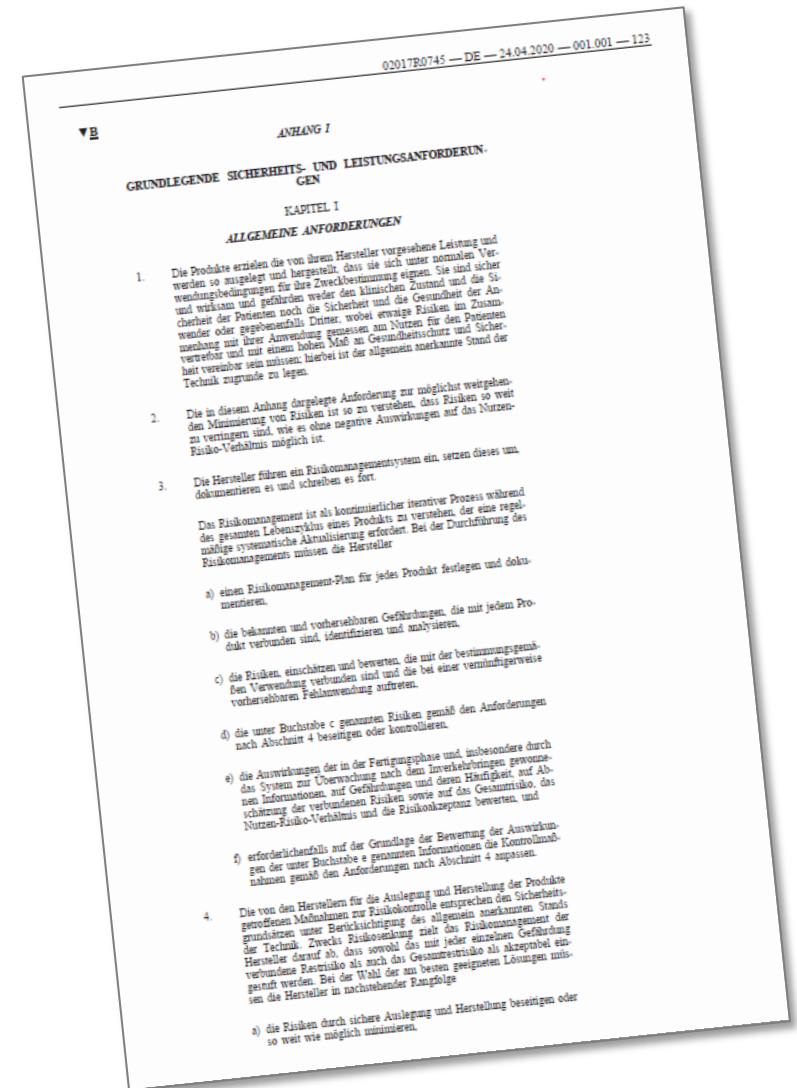 02017R0745 — DE — 24.04.2020 — 001.001 — 123
▼B
ANHANG I
GRUNDLEGENDE SICHERHEITS- UND LEISTUNGSANFORDERUN-
GEN
KAPITEL I
ALLGEMEINE ANFORDERUNGEN
1. Die Produkte erzielen die von ihrem Hersteller vorgesehene Leistung und
werden so ausgelegt und hergestellt, dass sie sich unter normalen Ver-
wendungsbedingungen für ihre Zweckbestimmung eignen. Sie sind sicher
und wirksam und gefährden weder den klinischen Zustand und die Si-
cherheit der Patienten noch die Sicherheit und die Gesundheit der An-
wender oder gegebenenfalls Dritter, wobei etwaige Risiken im Zusam-
menhang mit ihrer Anwendung gemessen am Nutzen für den Patienten
vertretbar und mit einem hohen Maß an Gesundheitsschutz und Sicher-
heit vereinbar sein müssen; hierbei ist der allgemein anerkannte Stand der
Technik zugrunde zu legen.
2. Die in diesem Anhang dargelegte Anforderung zur möglichst weitgehen-
den Minimierung von Risiken ist so zu verstehen, dass Risiken so weit
zu verringern sind, wie es ohne negative Auswirkungen auf das Nutzen-
Risiko-Verhältnis möglich ist.
3. Die Hersteller führen ein Risikomanagementsystem ein, setzen dieses um,
dokumentieren es und schreiben es fort.
Das Risikomanagement ist als kontinuierlicher iterativer Prozess während
des gesamten Lebenszyklus eines Produkts zu verstehen, der eine regel-
mäßige systematische Aktualisierung erfordert. Bei der Durchführung des
Risikomanagements müssen die Hersteller
a) einen Risikomanagement-Plan für jedes Produkt festlegen und doku-
mentieren,
b) die bekannten und vorhersehbaren Gefährdungen, die mit jedem Pro-
dukt verbunden sind, identifizieren und analysieren,
c) die Risiken, einschätzen und bewerten, die mit der bestimmungsgemä-
ßen Verwendung verbunden sind und die bei einer vernünftigerweise
vorhersehbaren Fehlanwendung auftreten,
d) die unter Buchstabe c genannten Risiken gemäß den Anforderungen
nach Abschnitt 4 beseitigen oder kontrollieren,
e) die Auswirkungen der in der Fertigungsphase und, insbesondere durch
das System zur Überwachung nach dem Inverkehrbringen gewonne-
nen Informationen, auf Gefährdungen und deren Häufigkeit, auf Ab-
schätzung der verbundenen Risiken sowie auf das Gesamtrisiko, das
Nutzen-Risiko-Verhältnis und die Risikoakzeptanz bewerten, und
f) erforderlichenfalls auf der Grundlage der Bewertung der Auswirkun-
gen der unter Buchstabe e genannten Informationen die Kontrollmaß-
nahmen gemäß den Anforderungen nach Abschnitt 4 anpassen.
4. Die von den Herstellern für die Auslegung und Herstellung der Produkte
getroffenen Maßnahmen zur Risikokontrolle entsprechen den Sicherheits-
grundsätzen unter Berücksichtigung des allgemein anerkannten Stands
der Technik. Zwecks Risikosenkung zielt das Risikomanagement der
Hersteller darauf ab, dass sowohl das mit jeder einzelnen Gefährdung
verbundene Restrisiko als auch das Gesamtrestrisiko als akzeptabel ein-
gestuft werden. Bei der Wahl der am besten geeigneten Lösungen müs-
sen die Hersteller in nachstehender Rangfolge
a) die Risiken durch sichere Auslegung und Herstellung beseitigen oder
so weit wie möglich minimieren,